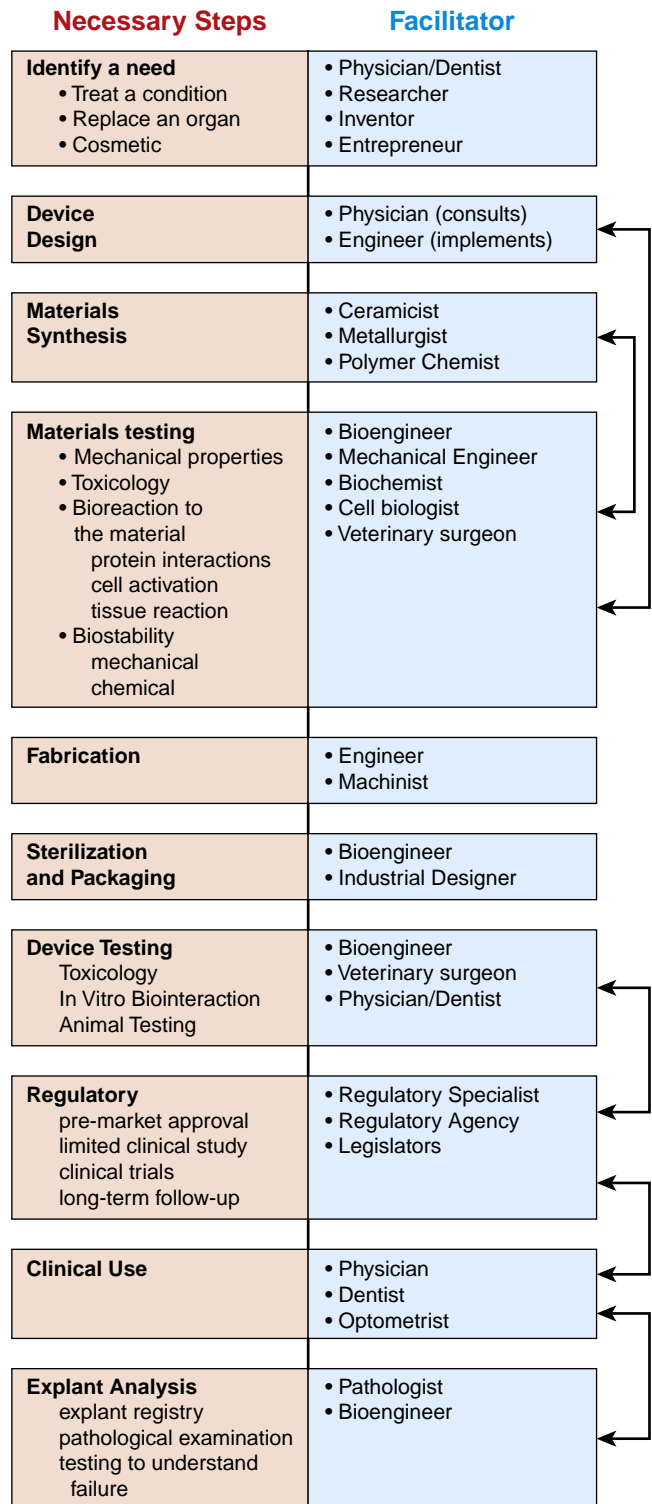 Necessary Steps
Facilitator
Identify a need
• Treat a condition
• Replace an organ
• Cosmetic
• Physician/Dentist
• Researcher
• Inventor
• Entrepreneur
Device
Design
• Physician (consults)
• Engineer (implements)
Materials
Synthesis
• Ceramicist
• Metallurgist
• Polymer Chemist
Materials testing
• Mechanical properties
• Toxicology
• Bioreaction to
the material
protein interactions
cell activation
tissue reaction
• Biostability
mechanical
chemical
• Bioengineer
• Mechanical Engineer
• Biochemist
• Cell biologist
• Veterinary surgeon
Fabrication
• Engineer
• Machinist
Sterilization
and Packaging
• Bioengineer
• Industrial Designer
Device Testing
Toxicology
In Vitro Biointeraction
Animal Testing
• Bioengineer
• Veterinary surgeon
• Physician/Dentist
Regulatory
pre-market approval
limited clinical study
clinical trials
long-term follow-up
• Regulatory Specialist
• Regulatory Agency
• Legislators
Clinical Use
• Physician
• Dentist
• Optometrist
Explant Analysis
explant registry
pathological examination
testing to understand
failure
• Pathologist
• Bioengineer